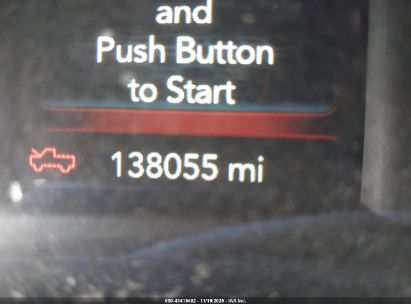 and
Push Button
to Start
138055 mi